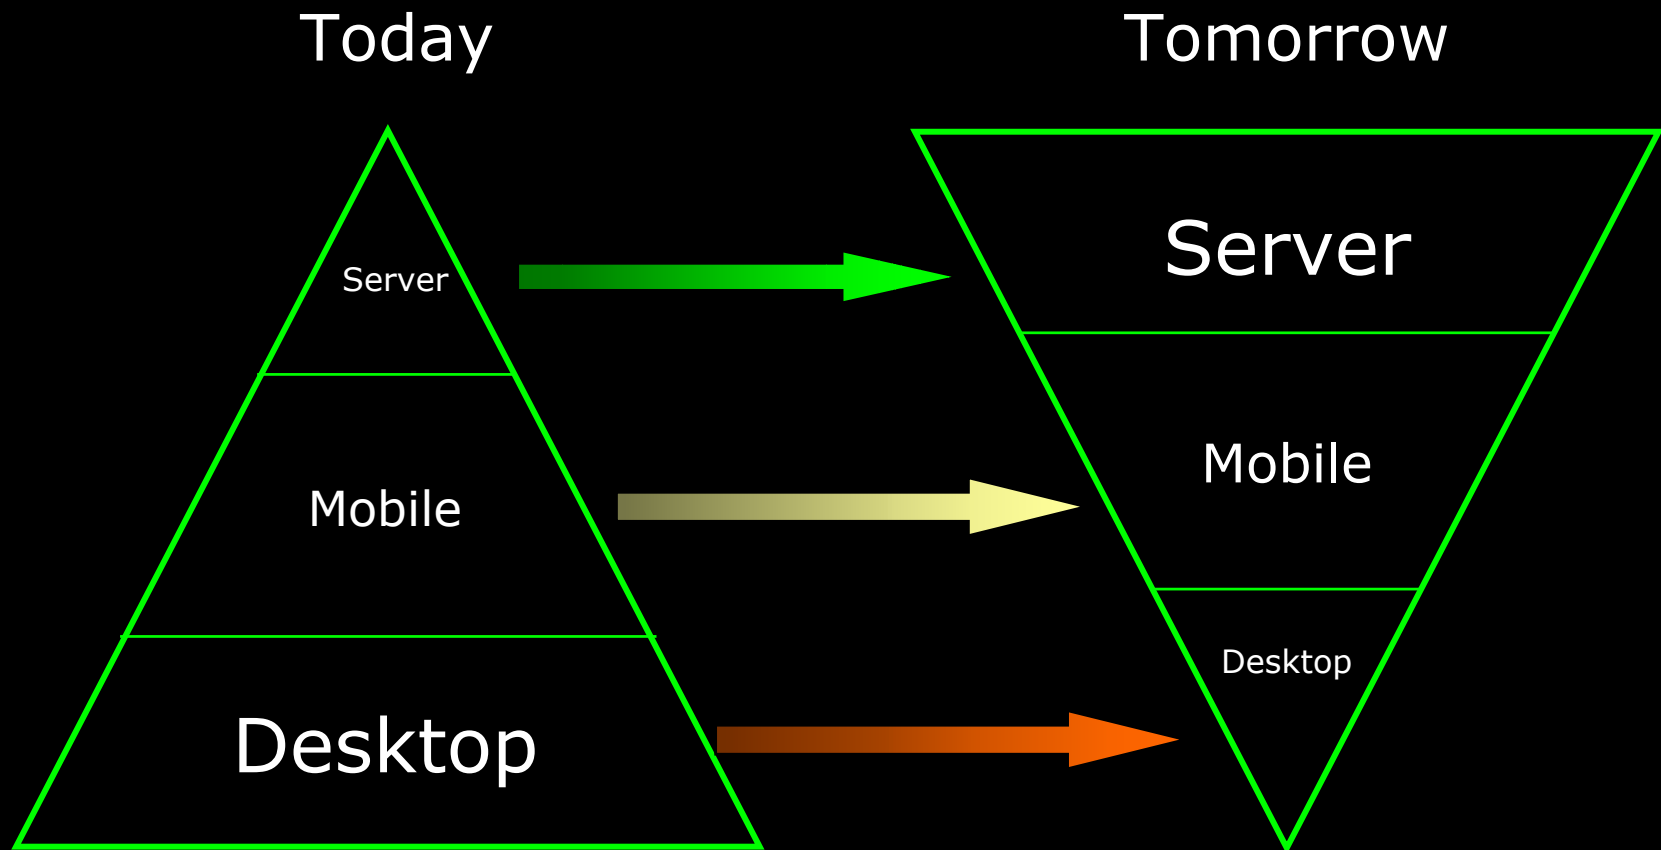 Today
Tomorrow
Server
Mobile
Desktop
Server
Mobile
Desktop